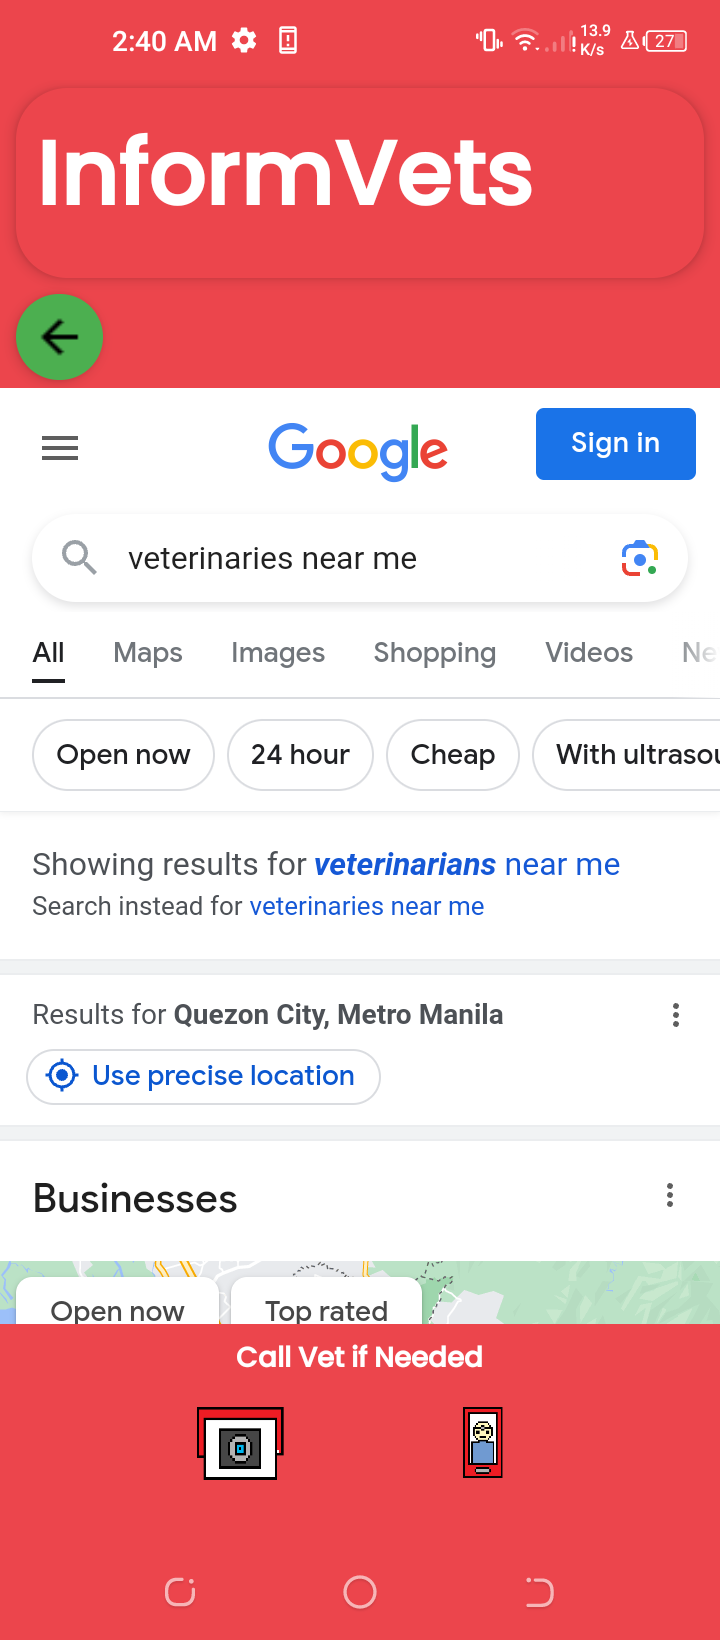 2:40 AM
13.9
K/s
27
InformVets
Google
Sign in
veterinaries near me
All Maps Images Shopping Videos Ne
Open now 24 hour Cheap With ultrasou
Showing results for veterinarians near me
Search instead for veterinaries near me
Results for Quezon City, Metro Manila
Use precise location
Businesses
Open now Top rated
Call Vet if Needed